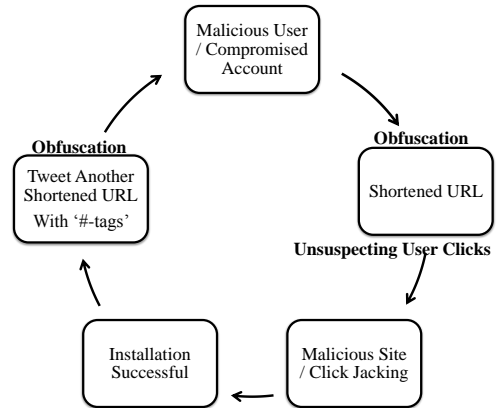 Malicious User
/ Compromised
Account
Obfuscation
Shortened URL
Unsuspecting User Clicks
Malicious Site
/ Click Jacking
Installation
Successful
Obfuscation
Tweet Another
Shortened URL
With ‘#-tags’